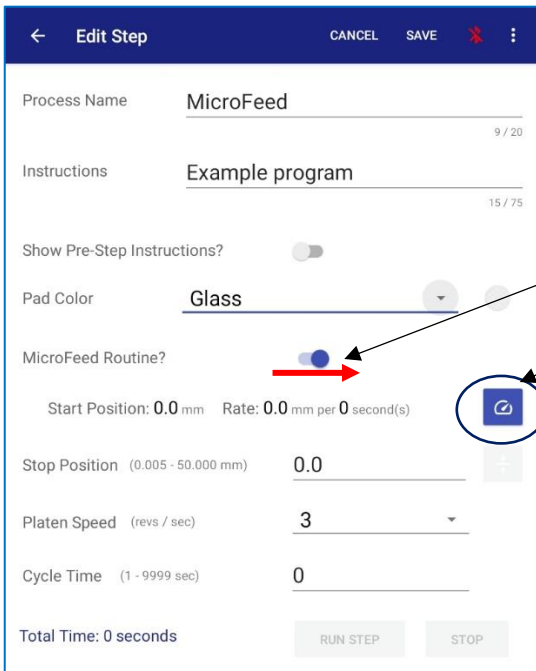 Edit Step CANCEL SAVE
Process Name MicroFeed
9 / 20
Instructions Example program
15 / 75
Show Pre-Step Instructions?
Pad Color Glass
MicroFeed Routine?
Start Position: 0.0 mm Rate: 0.0 mm per 0 second(s)
Stop Position (0.005 - 50.000 mm) 0.0
Platen Speed (revs / sec) 3
Cycle Time (1 - 9999 sec) 0
Total Time: 0 seconds RUN STEP STOP